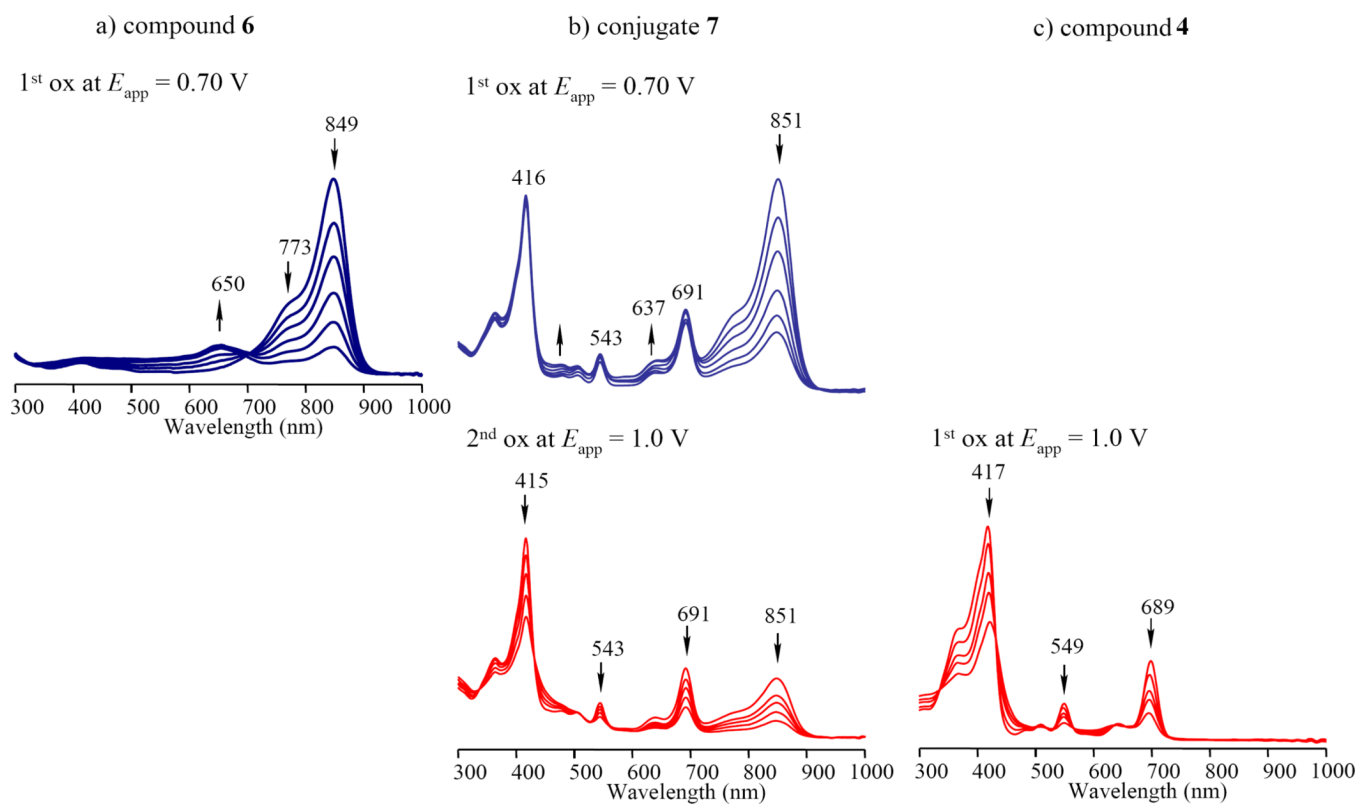 a) compound 6
b) conjugate 7
c) compound 4
1st ox at Eapp = 0.70 V
849
773
650
300 400 500 600 700 800 900 1000
Wavelength (nm)
1st ox at Eapp = 0.70 V
851
416
691
637
543
2nd ox at Eapp = 1.0 V
415
691
851
543
300 400 500 600 700 800 900 1000
Wavelength (nm)
1st ox at Eapp = 1.0 V
417
689
549
300 400 500 600 700 800 900 1000
Wavelength (nm)